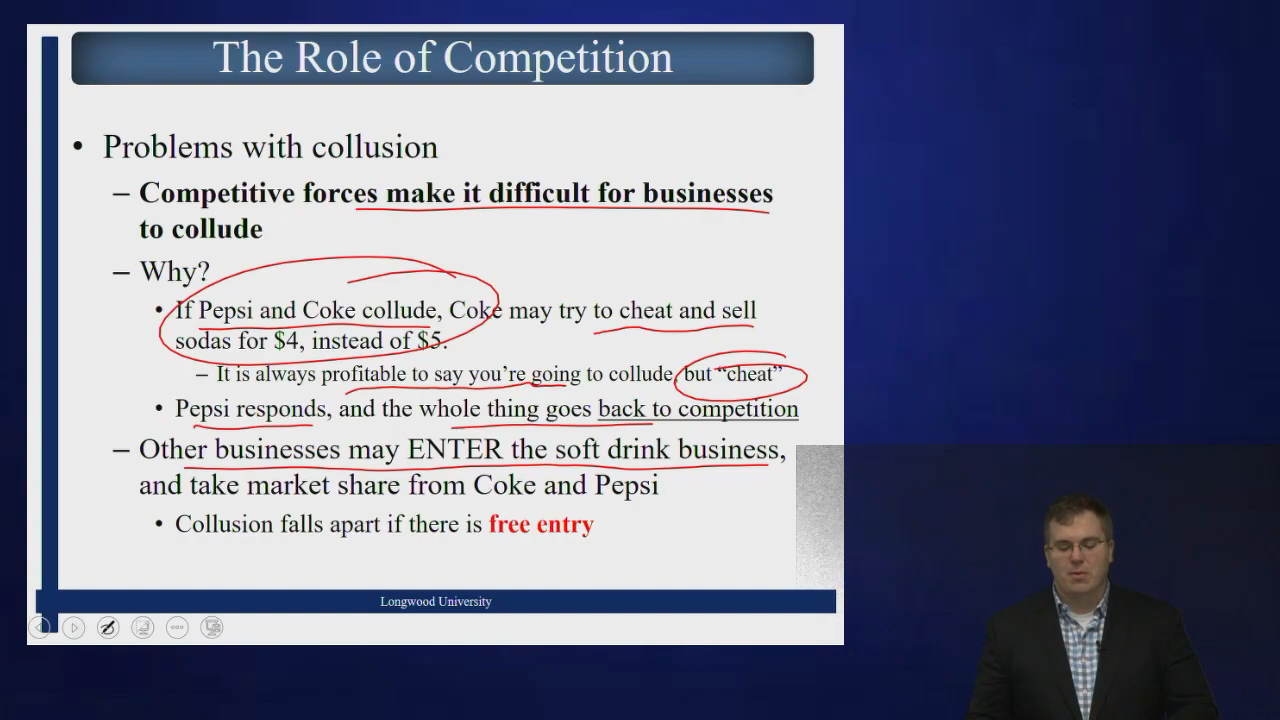 The Role of Competition
• Problems with collusion
– Competitive forces make it difficult for businesses
to collude
– Why?
• If Pepsi and Coke collude, Coke may try to cheat and sell
sodas for $4, instead of $5.
– It is always profitable to say you're going to collude, but “cheat”
• Pepsi responds, and the whole thing goes back to competition
– Other businesses may ENTER the soft drink business,
and take market share from Coke and Pepsi
• Collusion falls apart if there is free entry
Longwood University